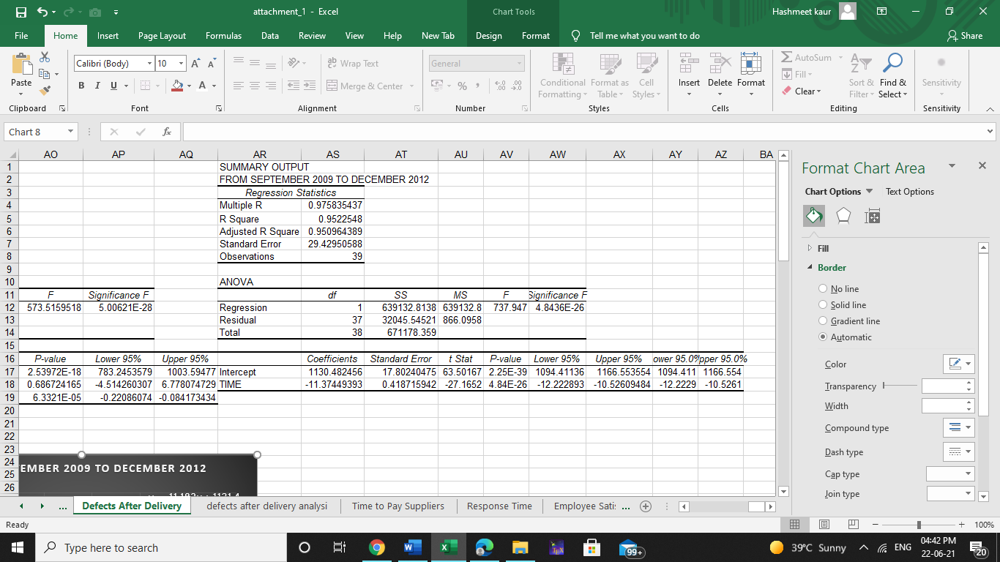 attachment_1 - Excel
Chart Tools
Hashmeet kaur
File Home Insert Page Layout Formulas Data Review View Help New Tab Design Format Tell me what you want to do Share
Paste
Calibri (Body) 10
B I U
ab Wrap Text
Merge & Center
General
% ,
Conditional Formatting
Format as Table
Cell Styles
Insert Delete Format
AutoSum
Fill
Clear
Sort & Filter
Find & Select
Sensitivity
Clipboard Font Alignment Number Styles Cells Editing Sensitivity
Chart 8
fx
AO AP AQ AR AS AT AU AV AW AX AY AZ BA
1 SUMMARY OUTPUT
2 FROM SEPTEMBER 2009 TO DECEMBER 2012
3 Regression Statistics
4 Multiple R 0.975835437
5 R Square 0.9522548
6 Adjusted R Square 0.950964389
7 Standard Error 29.42950588
8 Observations 39
9
10 ANOVA
11 F Significance F df SS MS F Significance F
12 573.5159518 5.00621E-28 Regression 1 639132.8138 639132.8 737.947 4.8436E-26
13 Residual 37 32045.54521 866.0958
14 Total 38 671178.359
15
16 P-value Lower 95% Upper 95% Coefficients Standard Error t Stat P-value Lower 95% Upper 95% ower 95.0% pper 95.0%
17 2.53972E-18 783.2453579 1003.59477 Intercept 1130.482456 17.80240475 63.50167 2.25E-39 1094.41136 1166.553554 1094.411 1166.554
18 0.686724165 -4.514260307 6.778074729 TIME -11.37449393 0.418715942 -27.1652 4.84E-26 -12.222893 -10.52609484 -12.2229 -10.5261
19 6.3321E-05 -0.22086074 -0.084173434
20
21
22
23
24 EMBER 2009 TO DECEMBER 2012
25
26
Format Chart Area
Chart Options Text Options
Fill
Border
No line
Solid line
Gradient line
Automatic
Color
Transparency
Width
Compound type
Dash type
Cap type
Join type
... Defects After Delivery defects after delivery analysi Time to Pay Suppliers Response Time Employee Satis ...
Ready 100%
Type here to search
99+
39°C Sunny ENG
04:42 PM
22-06-21
20